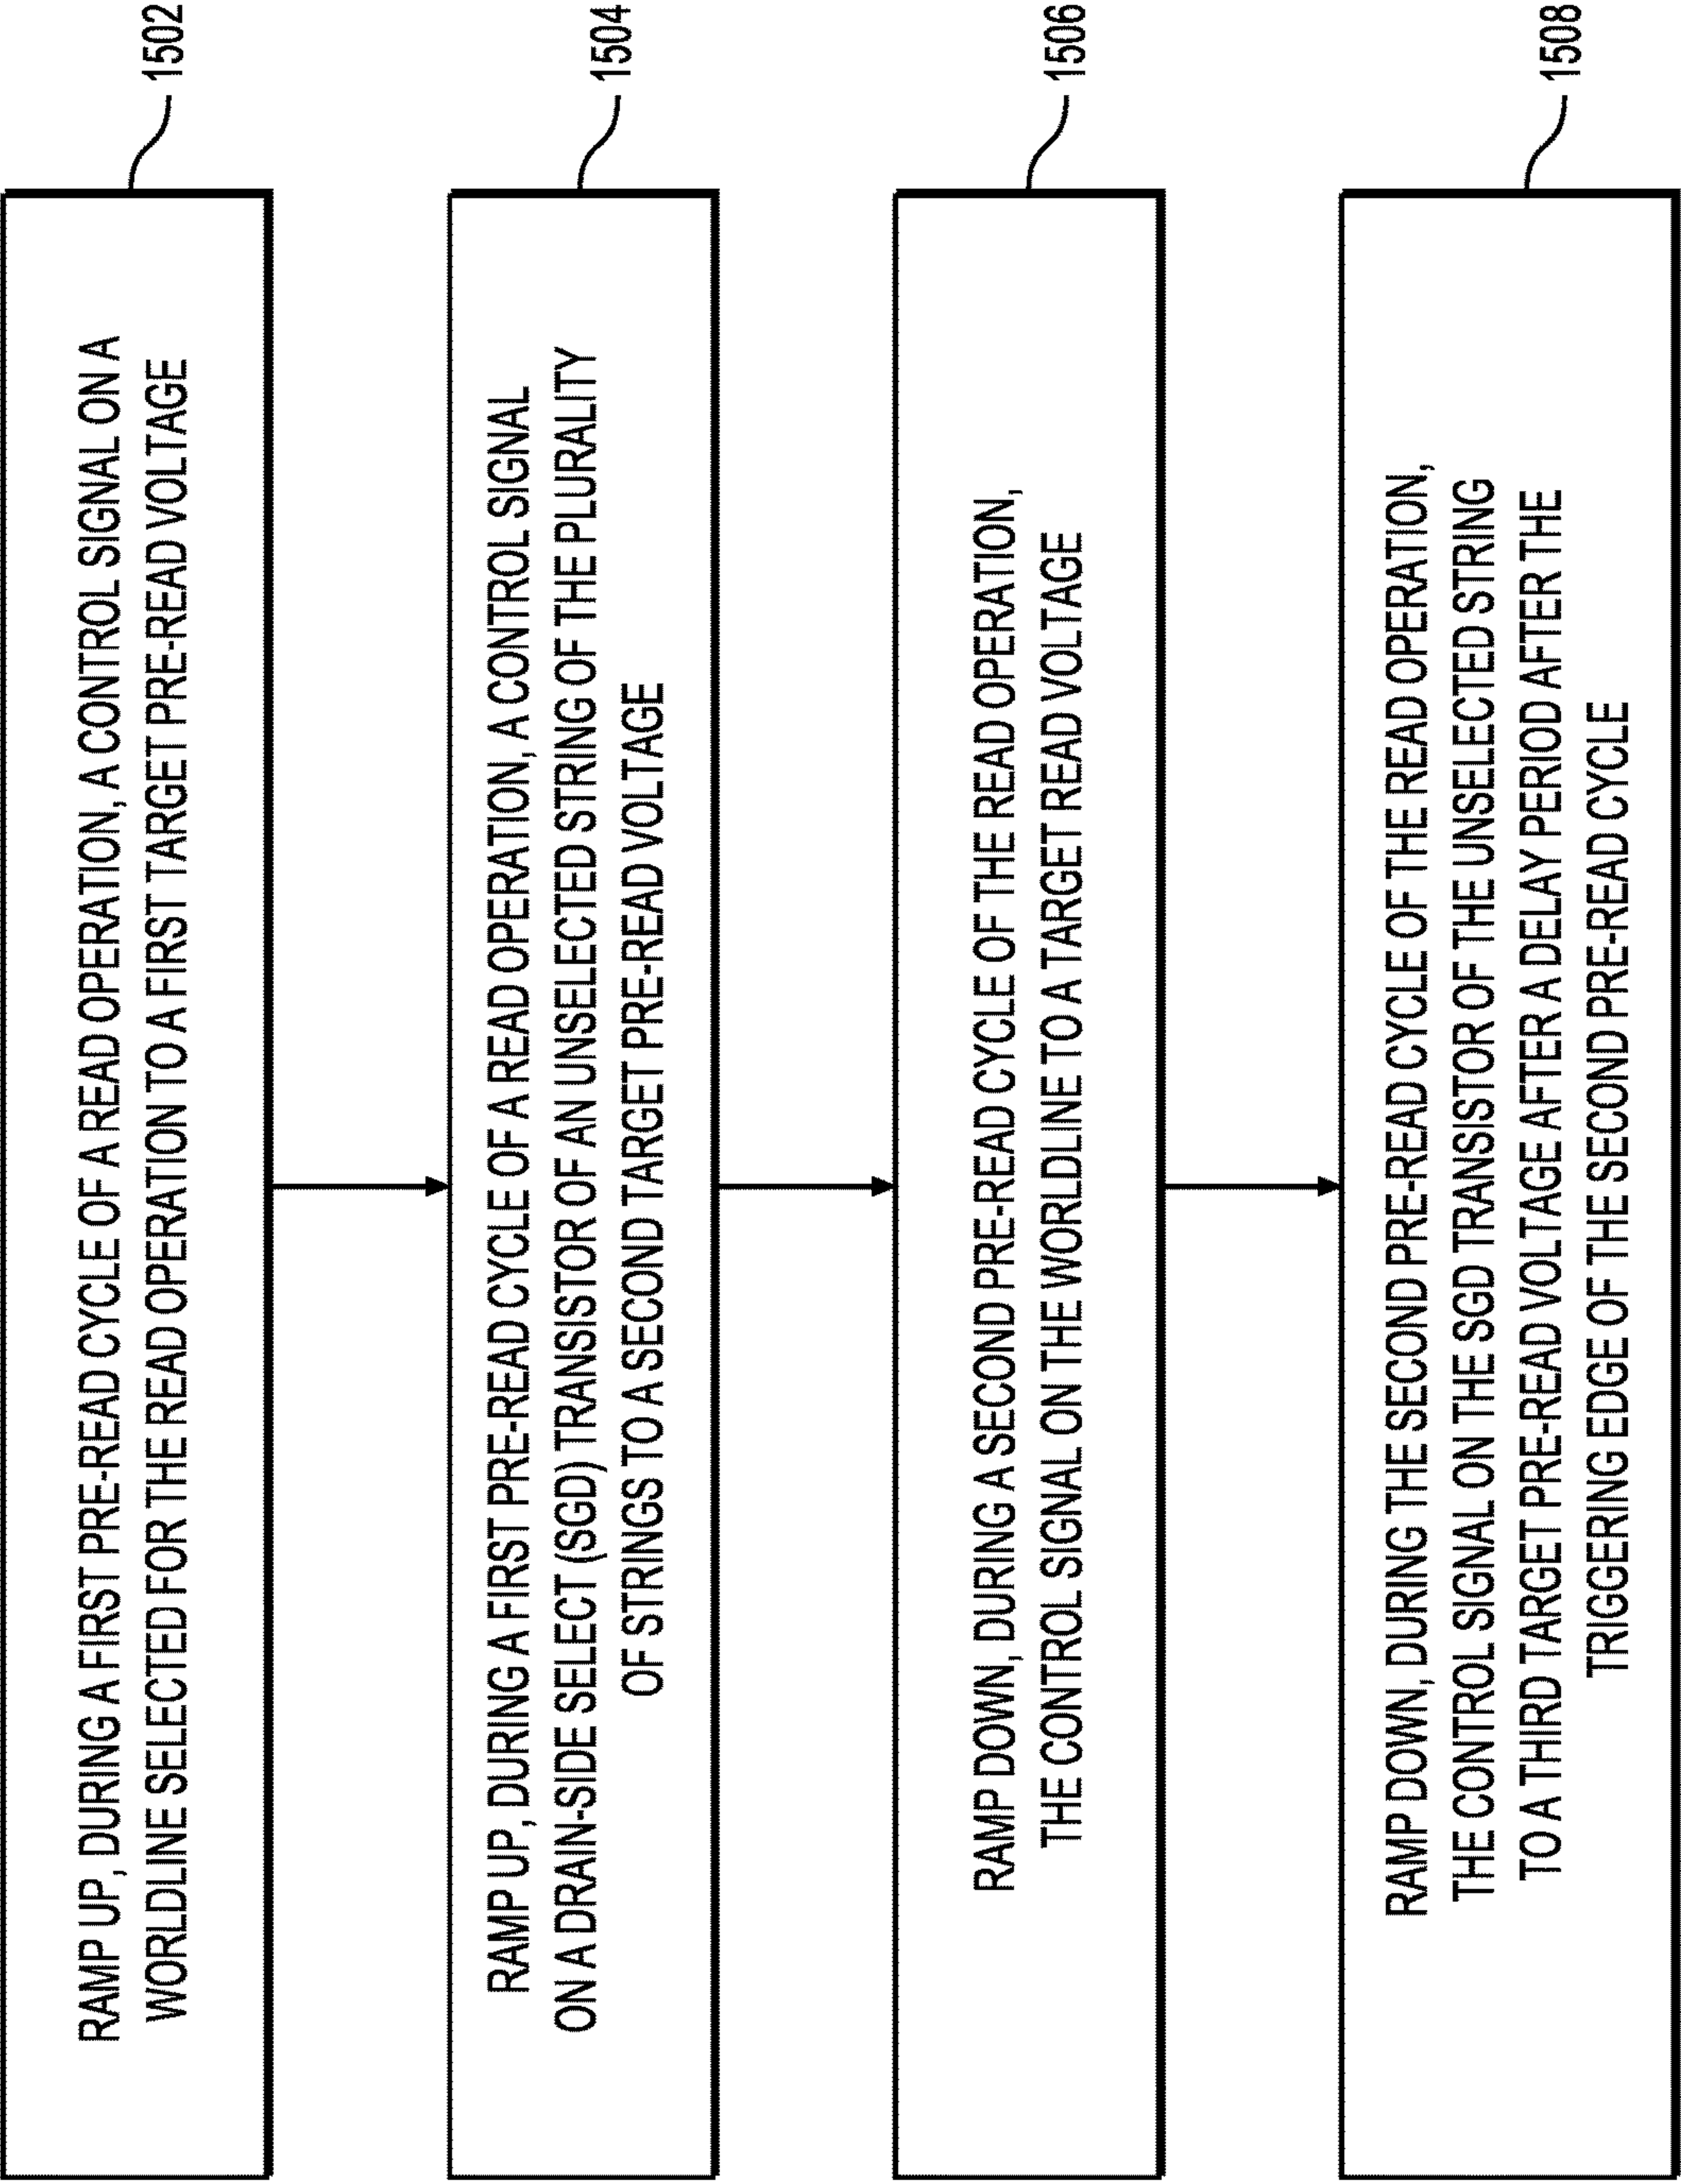 RAMP UP, DURING A FIRST PRE-READ CYCLE OF A READ OPERATION, A CONTROL SIGNAL ON A
WORLDLINE SELECTED FOR THE READ OPERATION TO A FIRST TARGET PRE-READ VOLTAGE
1502
RAMP UP, DURING A FIRST PRE-READ CYCLE OF A READ OPERATION, A CONTROL SIGNAL
ON A DRAIN-SIDE SELECT (SGD) TRANSISTOR OF AN UNSELECTED STRING OF THE PLURALITY
OF STRINGS TO A SECOND TARGET PRE-READ VOLTAGE
1504
RAMP DOWN, DURING A SECOND PRE-READ CYCLE OF THE READ OPERATION,
THE CONTROL SIGNAL ON THE WORLDLINE TO A TARGET READ VOLTAGE
1506
RAMP DOWN, DURING THE SECOND PRE-READ CYCLE OF THE READ OPERATION,
THE CONTROL SIGNAL ON THE SGD TRANSISTOR OF THE UNSELECTED STRING
TO A THIRD TARGET PRE-READ VOLTAGE AFTER A DELAY PERIOD AFTER THE
TRIGGERING EDGE OF THE SECOND PRE-READ CYCLE
1508